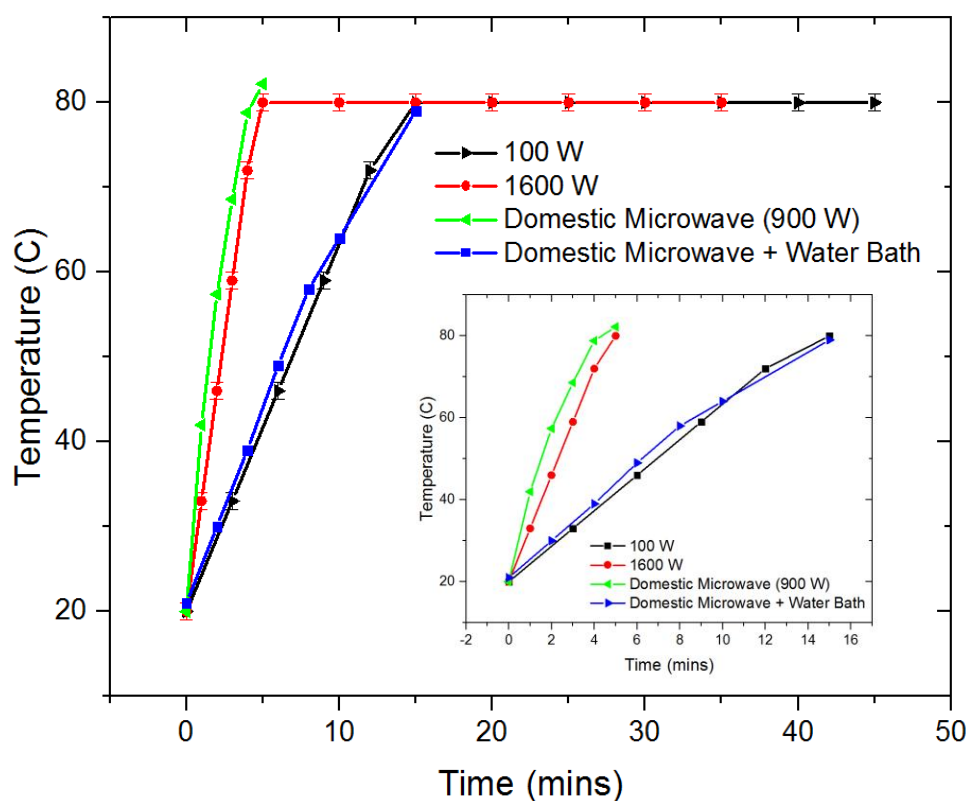 80
60
40
20
Temperature (C)
100 W
1600 W
Domestic Microwave (900 W)
Domestic Microwave + Water Bath
80
60
40
20
Temperature (C)
100 W
1600 W
Domestic Microwave (900 W)
Domestic Microwave + Water Bath
-2 0 2 4 6 8 10 12 14 16
Time (mins)
0 10 20 30 40 50
Time (mins)